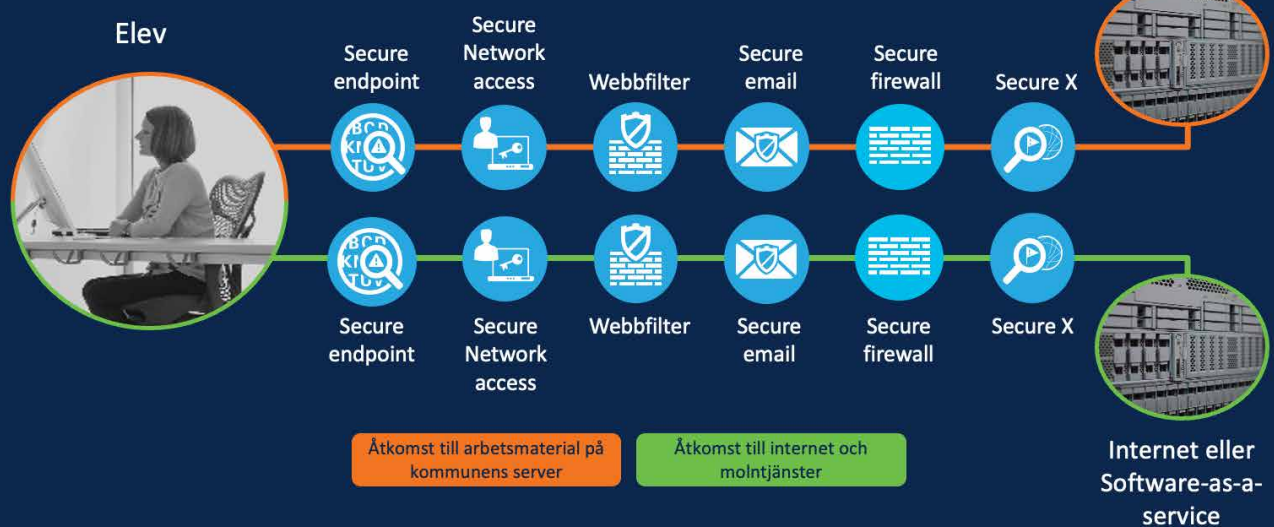 Elev
Secure
endpoint
Secure
Network
access
Webbfilter
Secure
email
Secure
firewall
Secure X
Secure
endpoint
Secure
Network
access
Webbfilter
Secure
email
Secure
firewall
Secure X
Åtkomst till arbetsmaterial på
kommunens server
Åtkomst till internet och
molntjänster
Internet eller
Software-as-a-
service